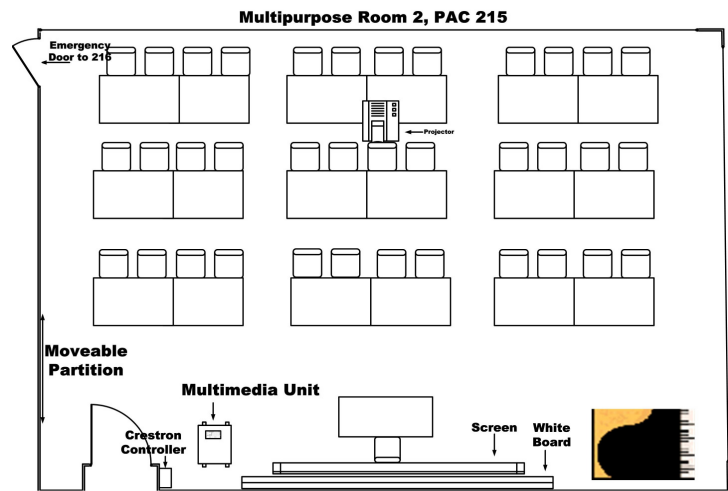 Multipurpose Room 2, PAC 215
Emergency
Door to 216
Projector
Moveable
Partition
Multimedia Unit
Crestron
Controller
Screen
White
Board